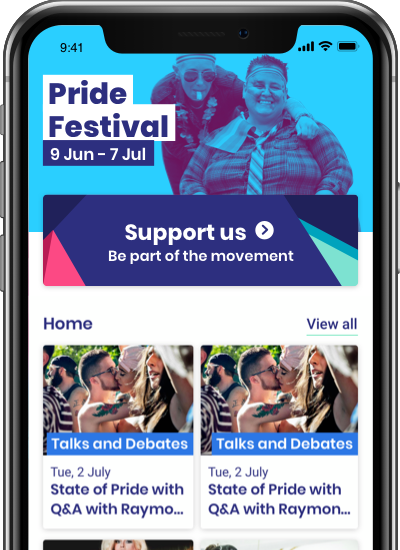 9:41
Pride
Festival
9 Jun - 7 Jul
Support us
Be part of the movement
Home
View all
Talks and Debates
Talks and Debates
Tue, 2 July
Tue, 2 July
State of Pride with
Q&A with Raymo...
State of Pride with
Q&A with Raymon...